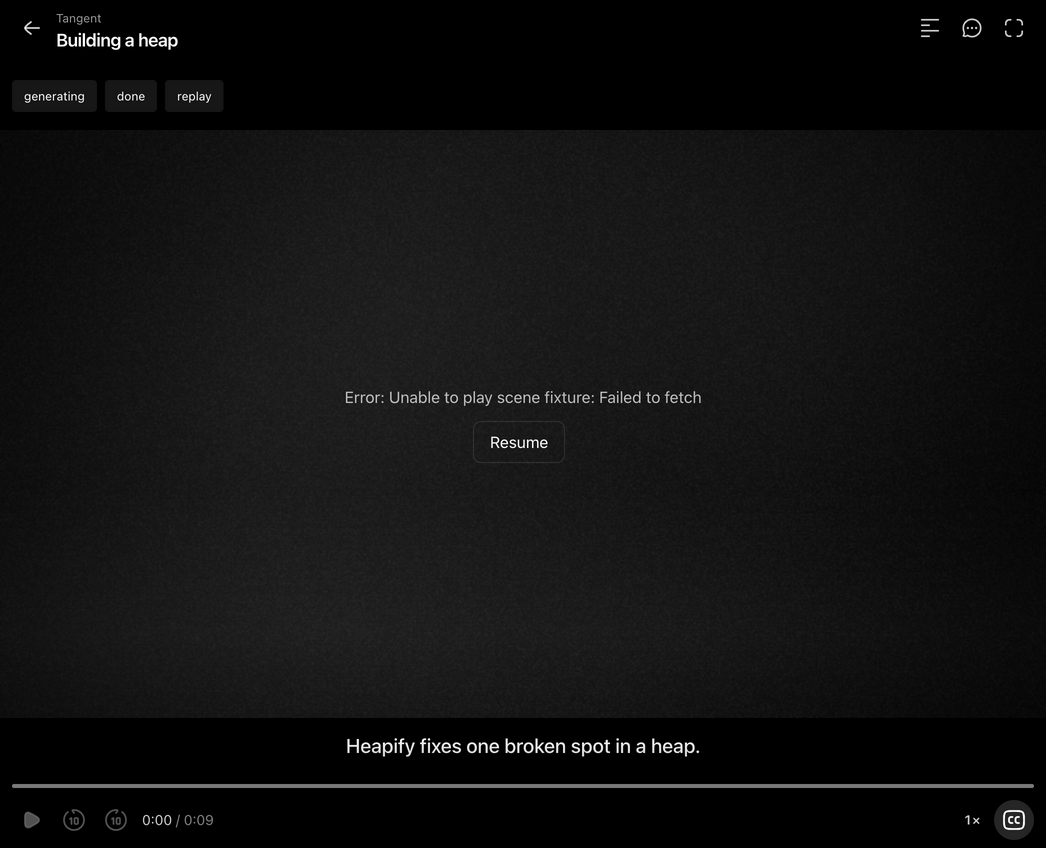 Tangent
Building a heap
generating
done
replay
Error: Unable to play scene fixture: Failed to fetch
Resume
Heapify fixes one broken spot in a heap.
10
10
0:00 / 0:09
1×
CC